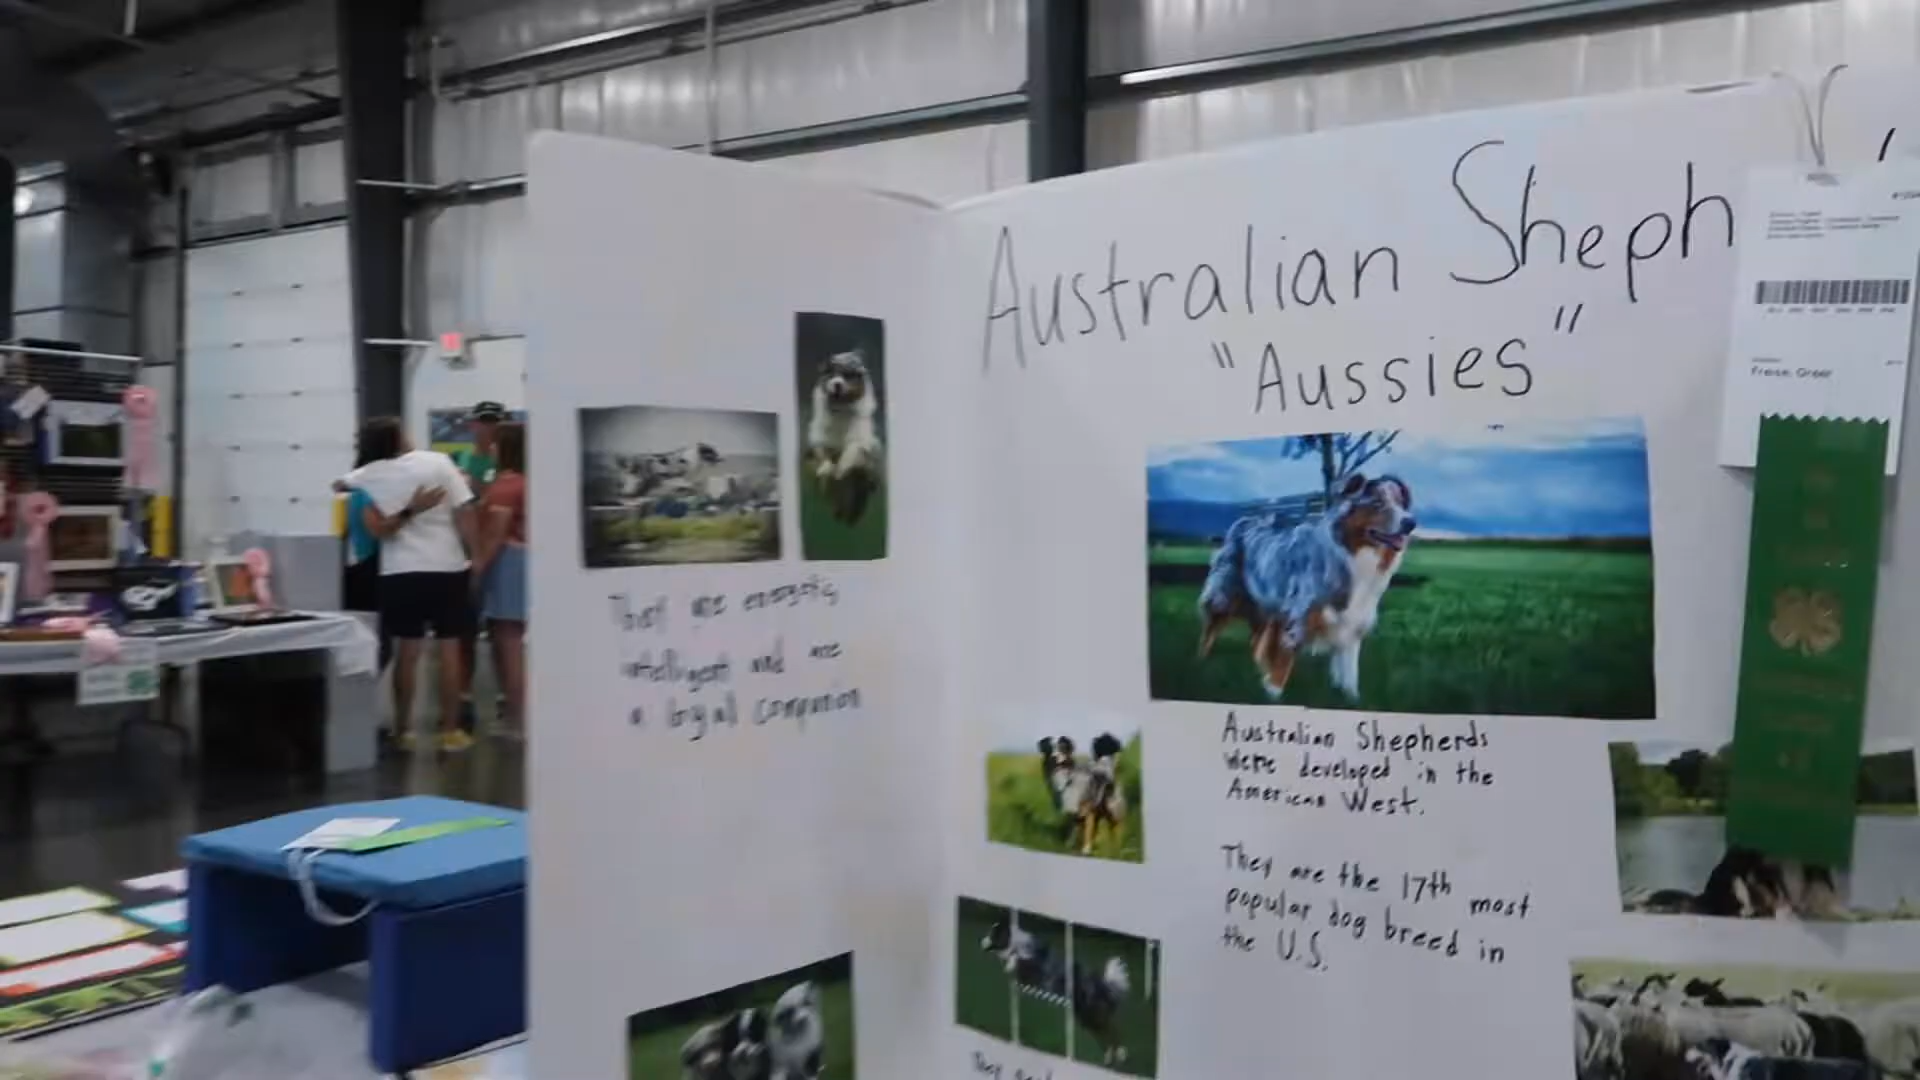 They are energetic
intelligent and are
a loyal companion
Australian Sheph
"Aussies"
Australian Shepherds
were developed in the
American West.
They are the 17th most
popular dog breed in
the U.S.
They